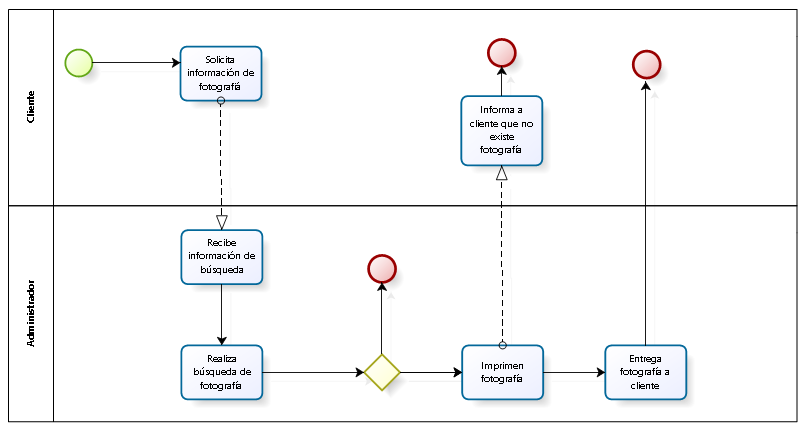 Cliente
Solicita
información de
fotografíá
Informa a
cliente que no
existe
fotografía
Administrador
Recibe
información de
búsqueda
Realiza
búsqueda de
fotografía
Imprimen
fotografía
Entrega
fotografía a
cliente